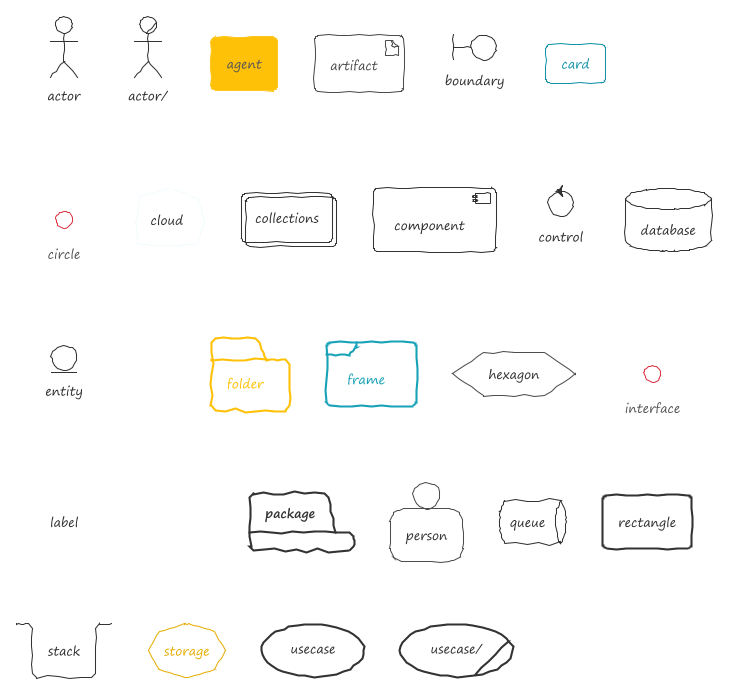 actor
actor/
agent
artifact
boundary
card
circle
cloud
collections
component
control
database
entity
folder
frame
hexagon
interface
label
package
person
queue
rectangle
stack
storage
usecase
usecase/